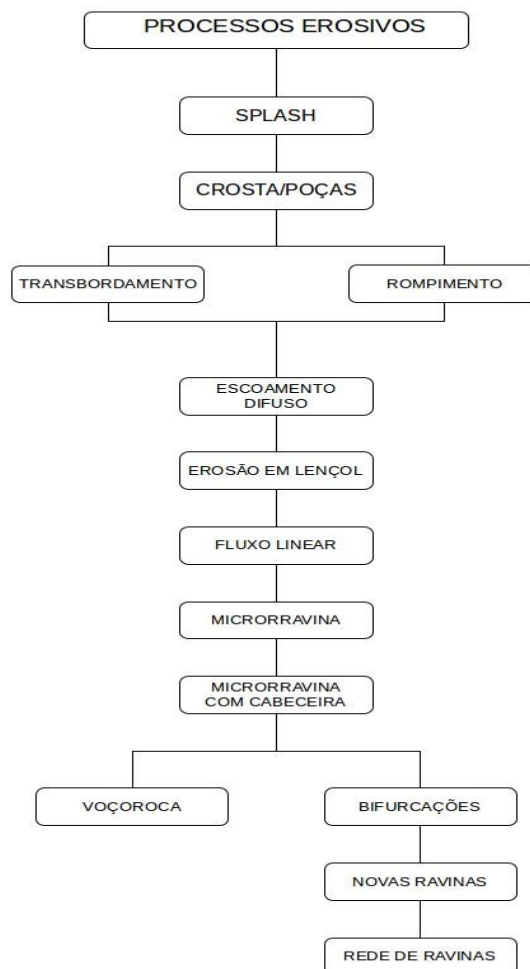 PROCESSOS EROSIVOS
SPLASH
CROSTA/POÇAS
TRANSBORDAMENTO
ROMPIMENTO
ESCOAMENTO
DIFUSO
EROSÃO EM LENÇOL
FLUXO LINEAR
MICRORRAVINA
MICRORRAVINA
COM CABECEIRA
VOÇOROCA
BIFURCAÇÕES
NOVAS RAVINAS
REDE DE RAVINAS